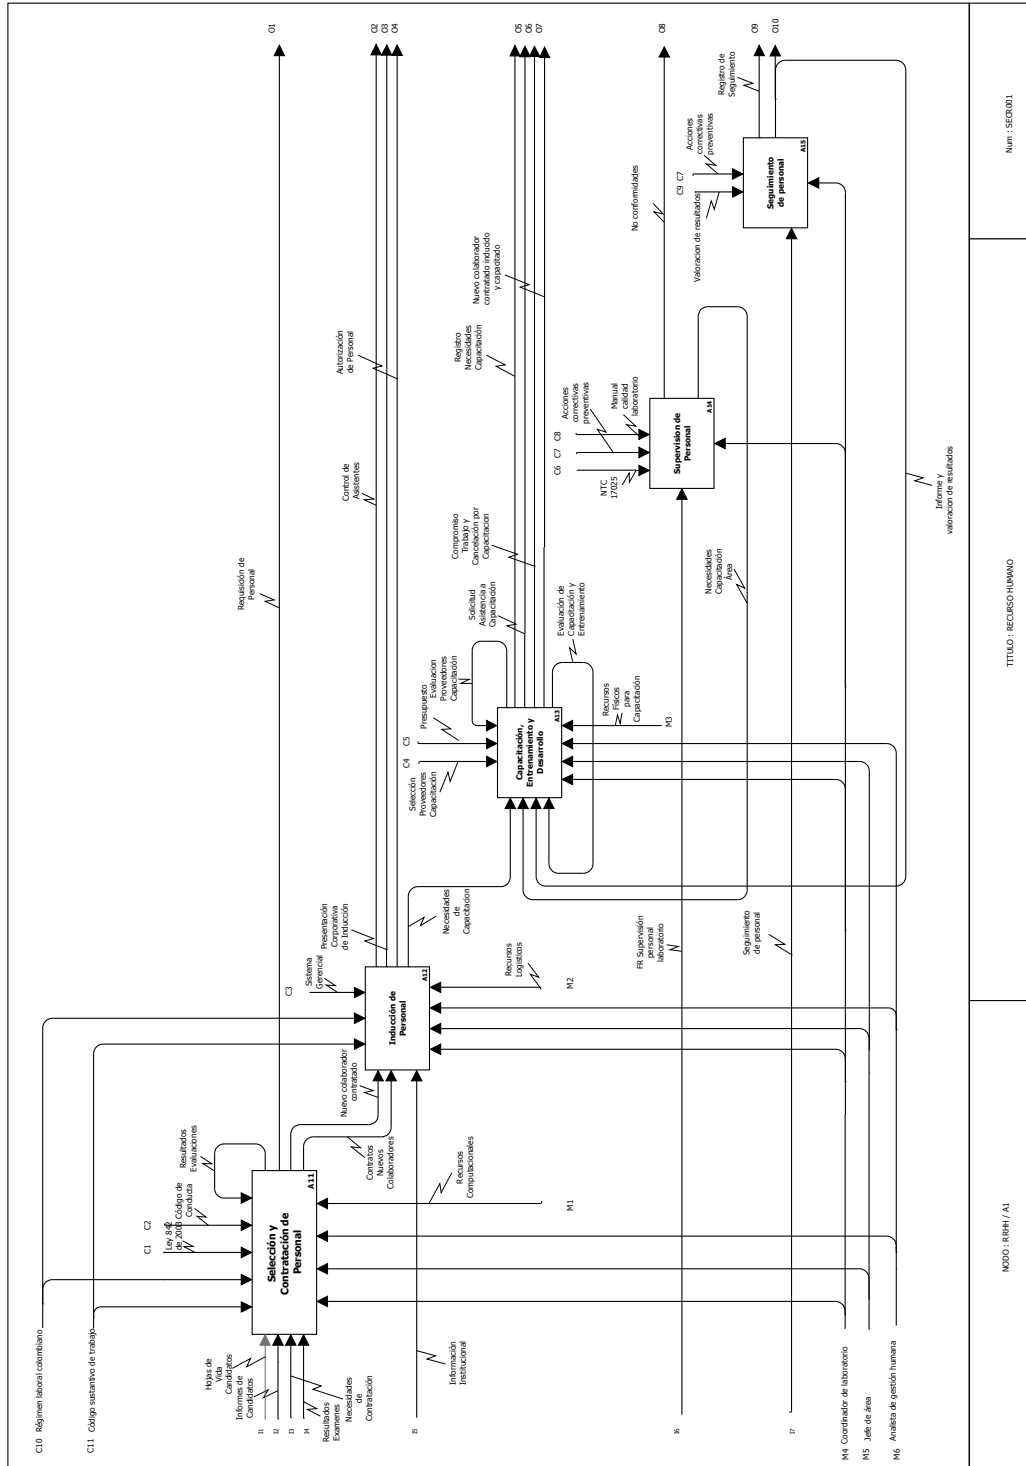 O1
O2
O3
O4
O5
O6
O7
O8
O9
O10
Registro de
Seguimiento
Acciones
correctivas
preventivas
C9 C7
Valoracion de resultados
Seguimiento
de personal
A15
No conformidades
Nuevo colaborador
contratado inducido
y capacitado
Registro
Necesidades
Capacitación
Autorización
de Personal
Control de
Asistentes
Requisición de
Personal
Acciones
correctivas
preventivas
Manual
calidad
laboratorio
C6 C7 C8
NTC
17025
Supervision de
Personal
A14
Informe y
valoracion de resultados
Compromiso
Trabajo y
Cancelación por
Capacitacion
Solicitud
Asistencia a
Capacitación
Evaluación de
Capacitación y
Entrenamiento
Necesidades
Capacitación
Área
Evaluacion
Proveedores
Capacitación
Presupuesto
C5
C4
Selección
Proveedores
Capacitación
Capacitación,
Entrenamiento y
Desarrollo
A13
Recursos
Físicos
para
Capacitación
M3
Presentación
Corporativa
de Inducción
Necesidades
de
Capacitacion
FR Supervisión
personal
laboratorio
Seguimiento
de personal
Sistema
Gerencial
C3
Inducción de
Personal
A12
Recursos
Logísticos
M2
Nuevo colaborador
contratado
Contratos
Nuevos
Colaboradores
Resultados
Evaluaciones
C2
C1
Código de
Conducta
Ley 842
de 2003
Selección y
Contratación de
Personal
A11
Recursos
Computacionales
M1
Hojas de
Vida
Candidatos
Informes de
Candidatos
Necesidades
de
Contratación
Resultados
Examenes
Información
Institucional
I1
I2
I3
I4
I5
I6
I7
C10 Régimen laboral colombiano
C11 Código sustantivo de trabajo
M4 Coordinador de laboratorio
M5 Jefe de área
M6 Analista de gestión humana
NODO : RRHH / A1
TITULO : RECURSO HUMANO
Num : SECR001